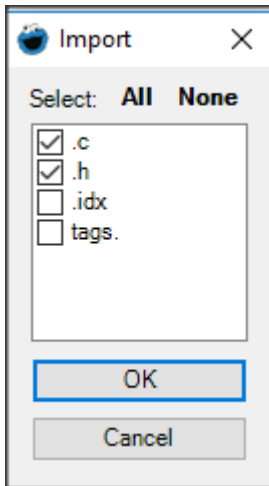 Import
Select: All None
.c
.h
.idx
tags.
OK
Cancel